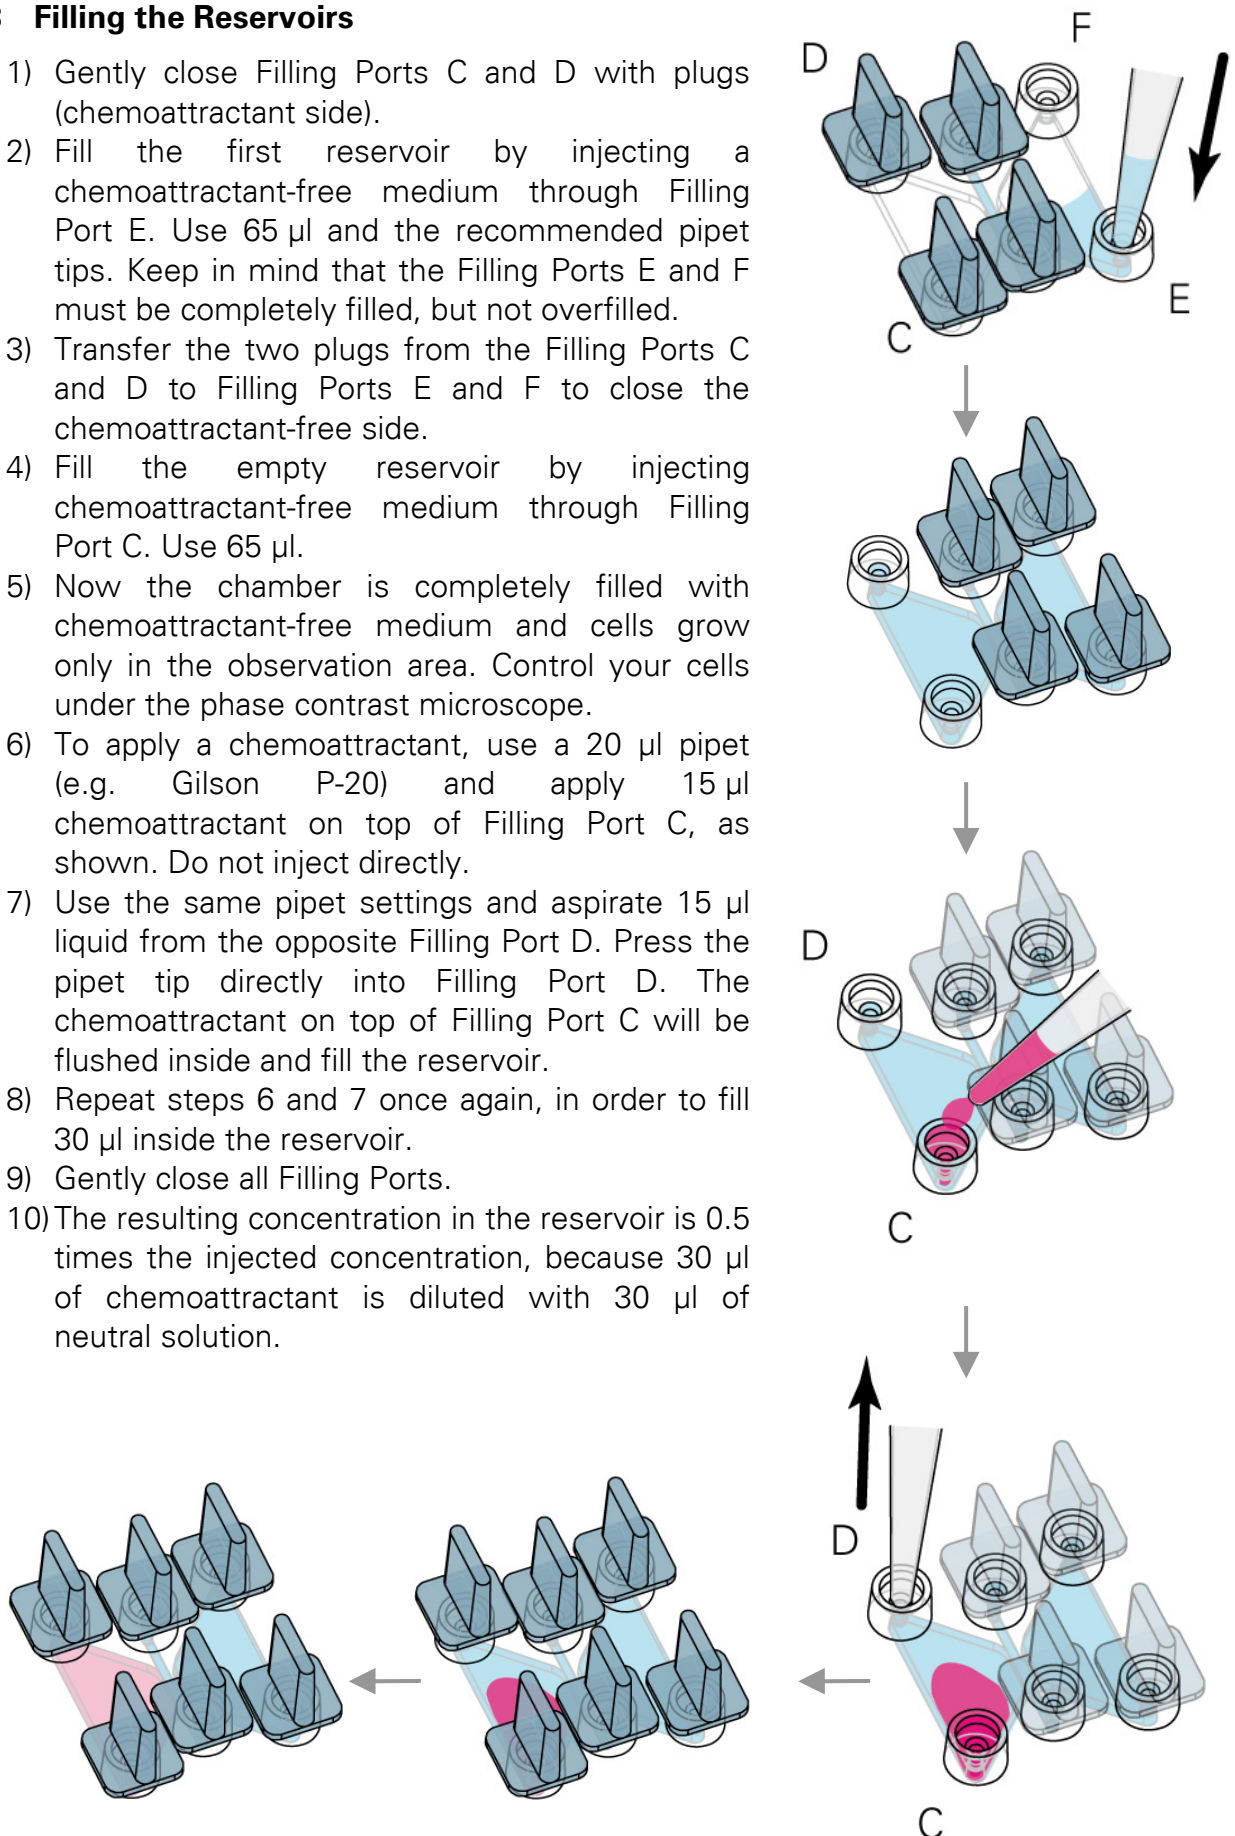 Filling the Reservoirs
1) Gently close Filling Ports C and D with plugs
(chemoattractant side).
2) Fill the first reservoir by injecting a
chemoattractant-free medium through Filling
Port E. Use 65 µl and the recommended pipet
tips. Keep in mind that the Filling Ports E and F
must be completely filled, but not overfilled.
3) Transfer the two plugs from the Filling Ports C
and D to Filling Ports E and F to close the
chemoattractant-free side.
4) Fill the empty reservoir by injecting
chemoattractant-free medium through Filling
Port C. Use 65 µl.
5) Now the chamber is completely filled with
chemoattractant-free medium and cells grow
only in the observation area. Control your cells
under the phase contrast microscope.
6) To apply a chemoattractant, use a 20 µl pipet
(e.g. Gilson P-20) and apply 15 µl
chemoattractant on top of Filling Port C, as
shown. Do not inject directly.
7) Use the same pipet settings and aspirate 15 µl
liquid from the opposite Filling Port D. Press the
pipet tip directly into Filling Port D. The
chemoattractant on top of Filling Port C will be
flushed inside and fill the reservoir.
8) Repeat steps 6 and 7 once again, in order to fill
30 µl inside the reservoir.
9) Gently close all Filling Ports.
10) The resulting concentration in the reservoir is 0.5
times the injected concentration, because 30 µl
of chemoattractant is diluted with 30 µl of
neutral solution.
F
D
E
C
D
C
D
C